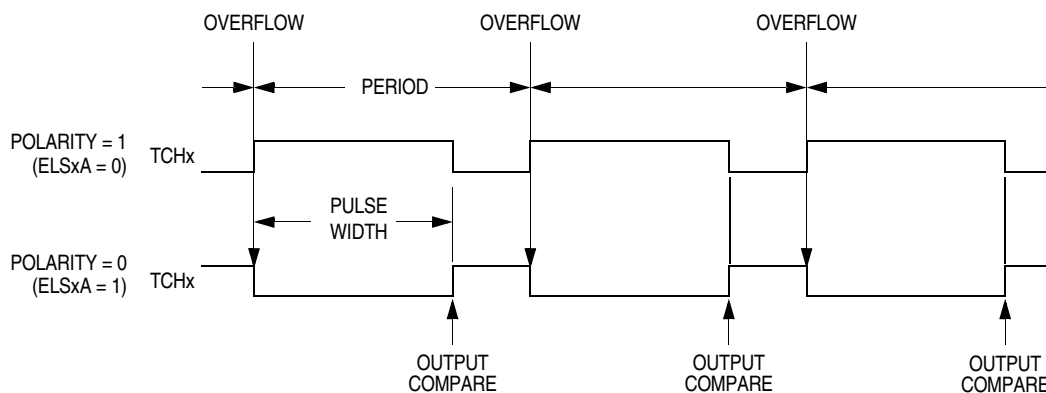 OVERFLOW
OVERFLOW
OVERFLOW
PERIOD
POLARITY = 1
(ELSxA = 0)
TCHx
PULSE
WIDTH
POLARITY = 0
(ELSxA = 1)
TCHx
OUTPUT
COMPARE
OUTPUT
COMPARE
OUTPUT
COMPARE